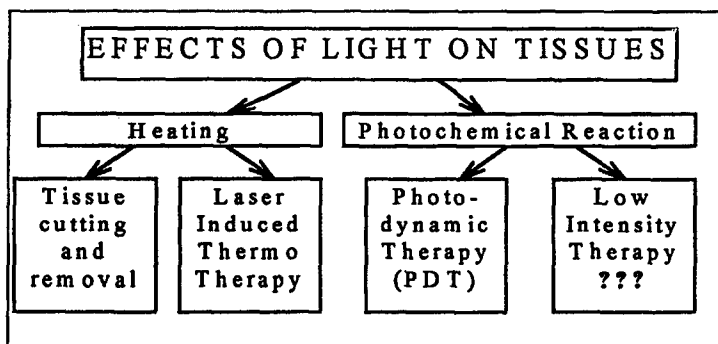 EFFECTS OF LIGHT ON TISSUES
Heating
Photochemical Reaction
Tissue
cutting
and
removal
Laser
Induced
Thermo
Therapy
Photo-
dynamic
Therapy
(PDT)
Low
Intensity
Therapy
???